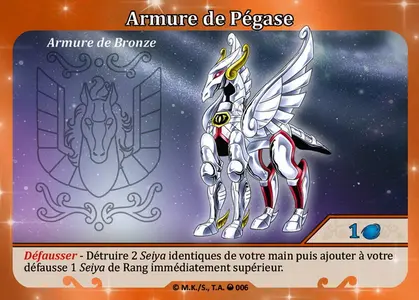 Armure de Pégase
Armure de Bronze
1
Défausser - Détruire 2 Seiya identiques de votre main puis ajouter à votre
défausse 1 Seiya de Rang immédiatement supérieur.
© M.K./S., T.A. 006